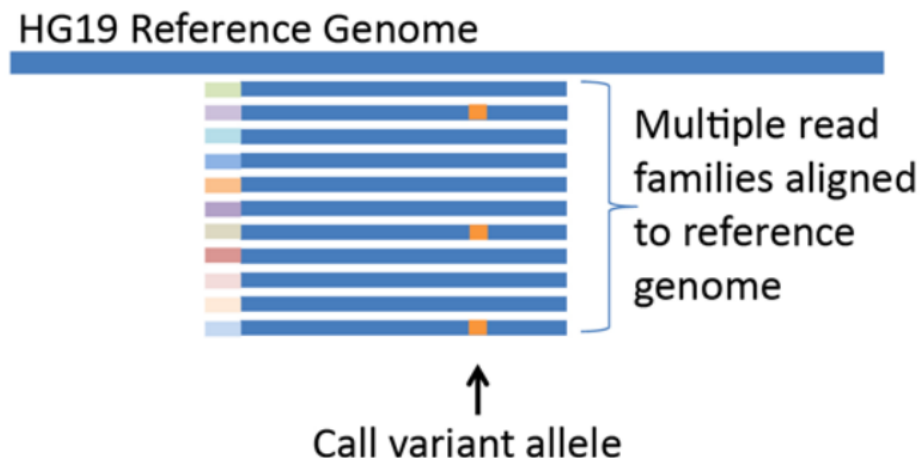 HG19 Reference Genome
Multiple read
families aligned
to reference
genome
Call variant allele